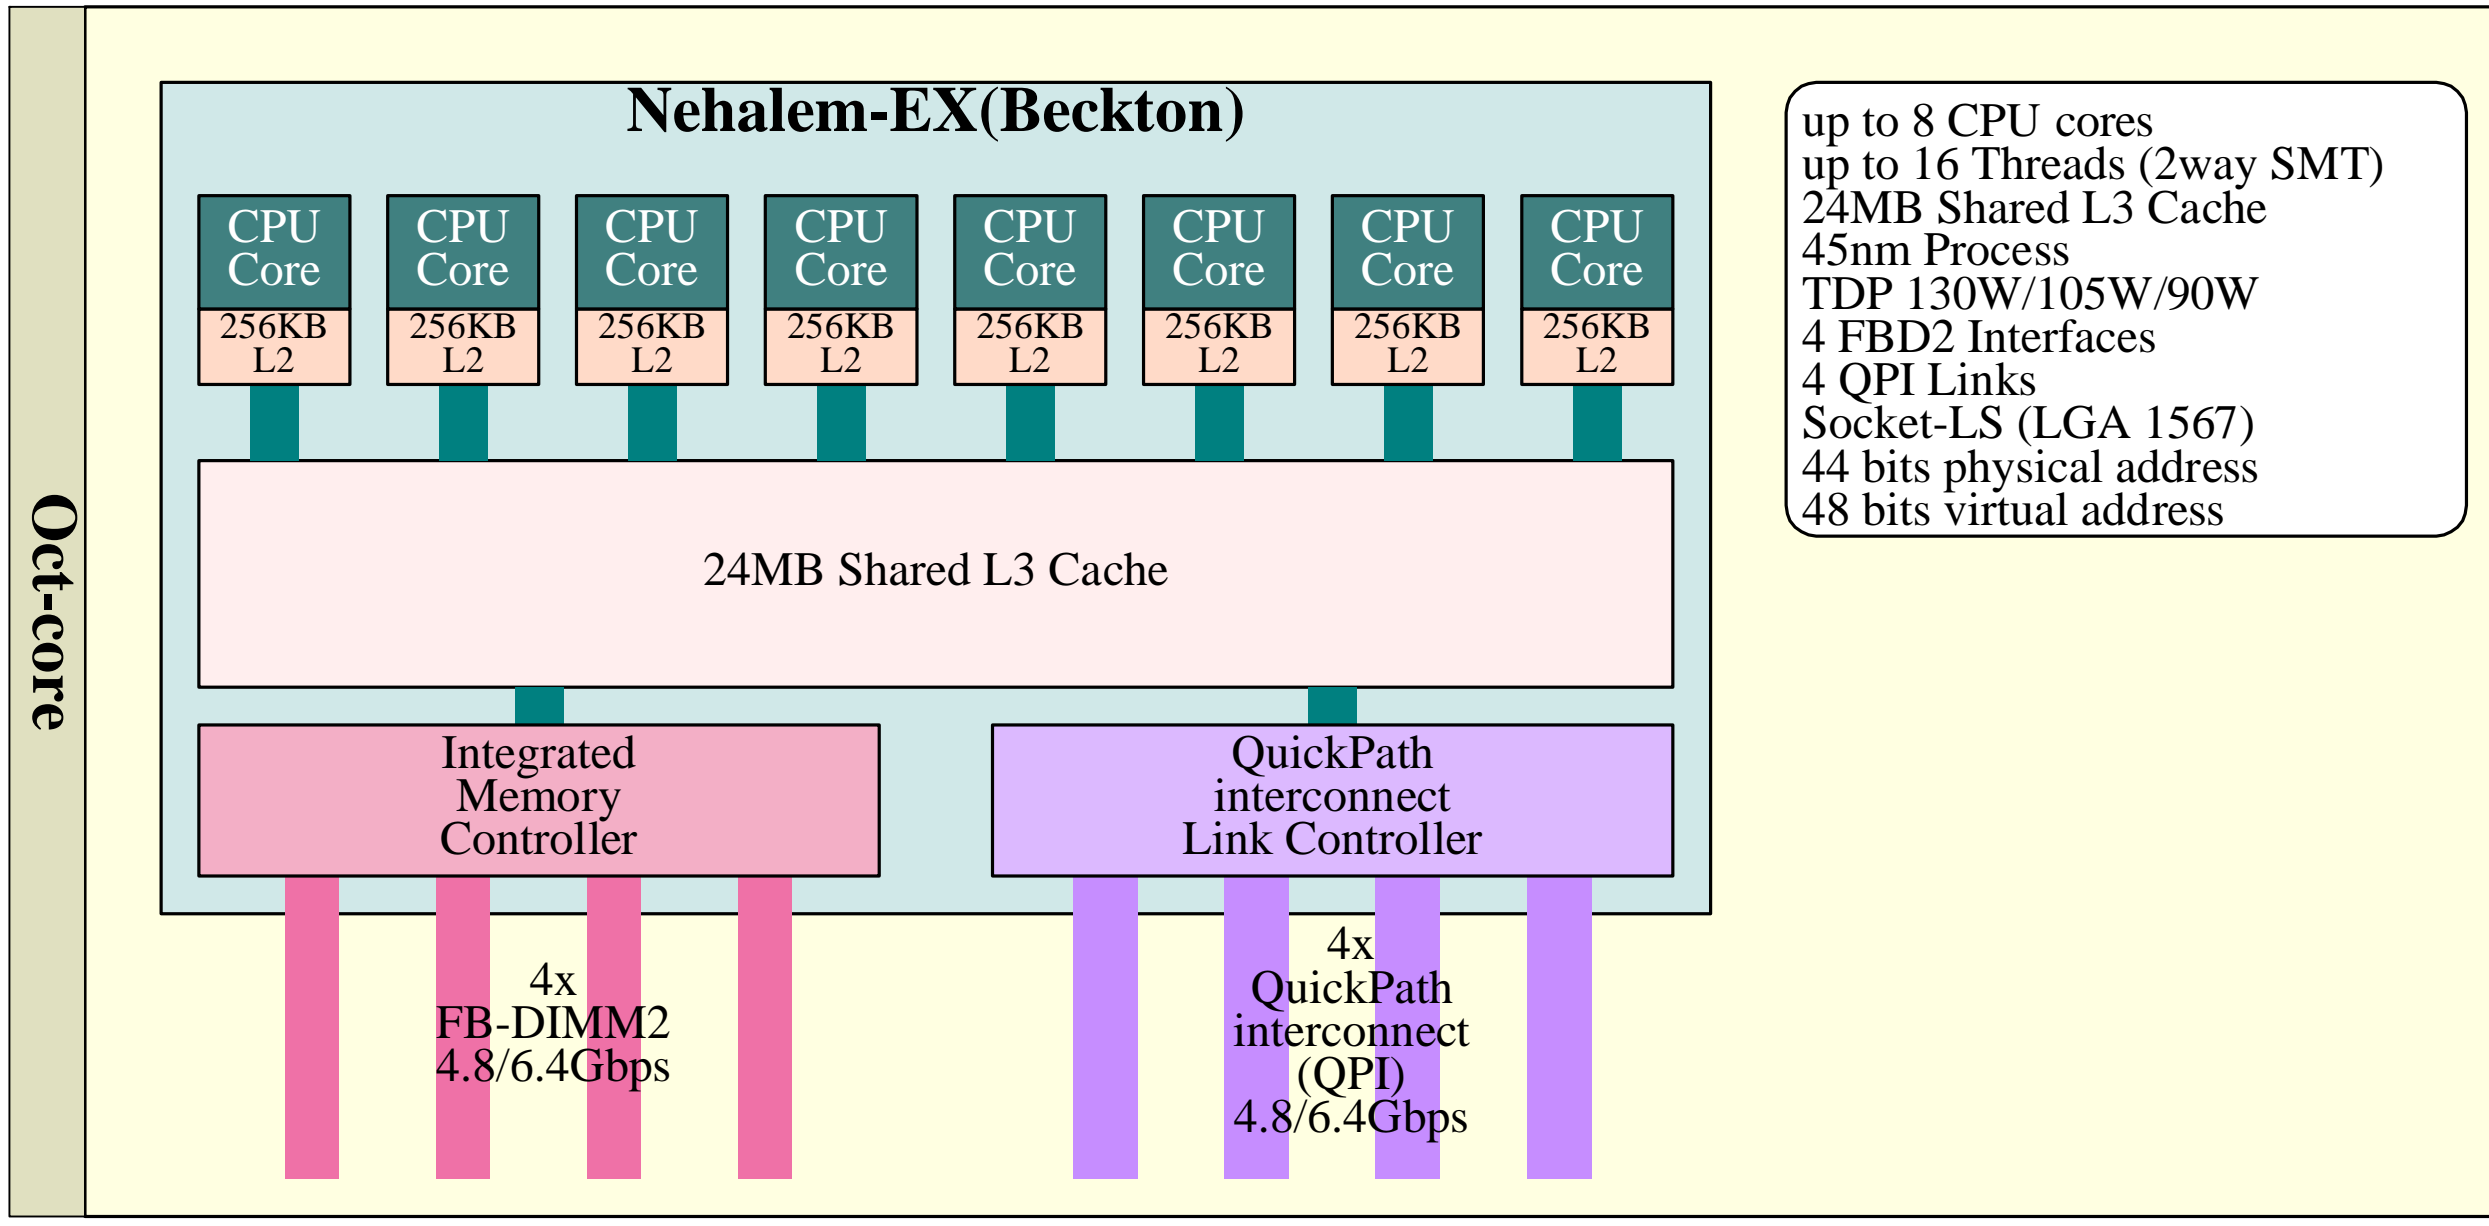 Oct-core
Nehalem-EX(Beckton)
CPU
Core
256KB
L2
CPU
Core
256KB
L2
CPU
Core
256KB
L2
CPU
Core
256KB
L2
CPU
Core
256KB
L2
CPU
Core
256KB
L2
CPU
Core
256KB
L2
CPU
Core
256KB
L2
24MB Shared L3 Cache
Integrated
Memory
Controller
QuickPath
interconnect
Link Controller
4x
FB-DIMM2
4.8/6.4Gbps
4x
QuickPath
interconnect
(QPI)
4.8/6.4Gbps
up to 8 CPU cores
up to 16 Threads (2way SMT)
24MB Shared L3 Cache
45nm Process
TDP 130W/105W/90W
4 FBD2 Interfaces
4 QPI Links
Socket-LS (LGA 1567)
44 bits physical address
48 bits virtual address